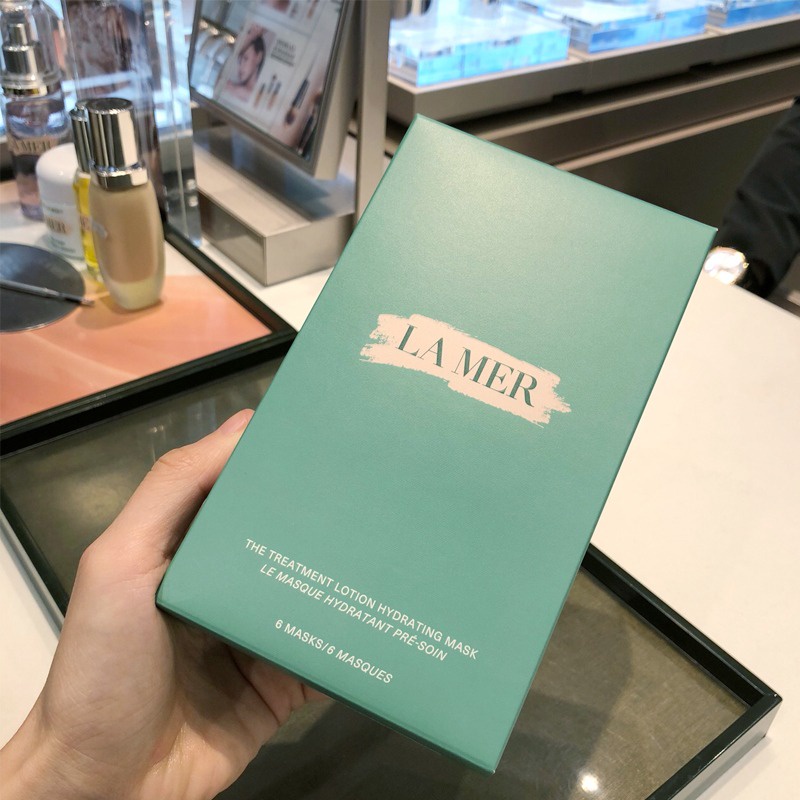 LA MER
THE TREATMENT LOTION HYDRATING MASK
LE MASQUE HYDRATANT PRÉ-SOIN
6 MASKS/6 MASQUES